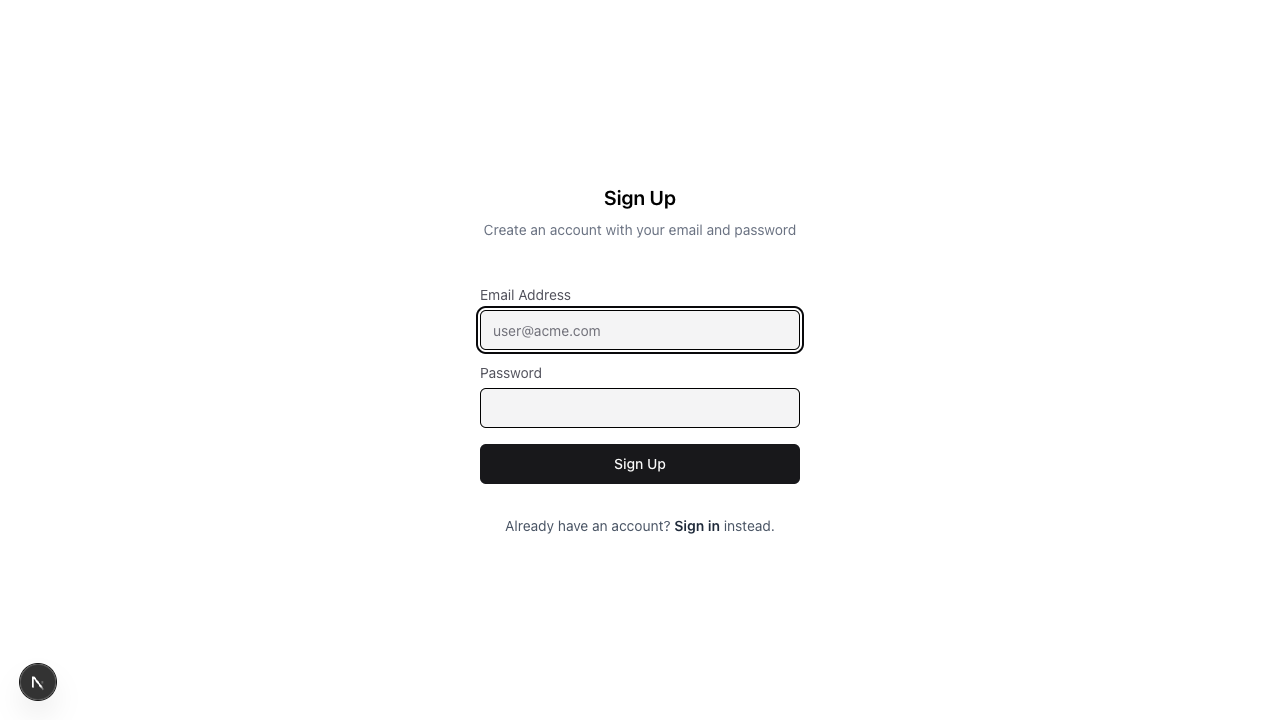 Sign Up
Create an account with your email and password
Email Address
user@acme.com
Password
Sign Up
Already have an account? Sign in instead.